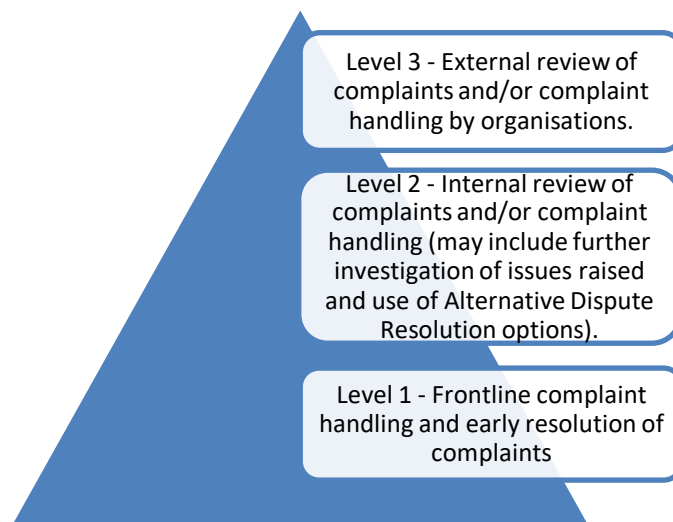 Level 3 - External review of
complaints and/or complaint
handling by organisations.
Level 2 - Internal review of
complaints and/or complaint
handling (may include further
investigation of issues raised
and use of Alternative Dispute
Resolution options).
Level 1 - Frontline complaint
handling and early resolution of
complaints